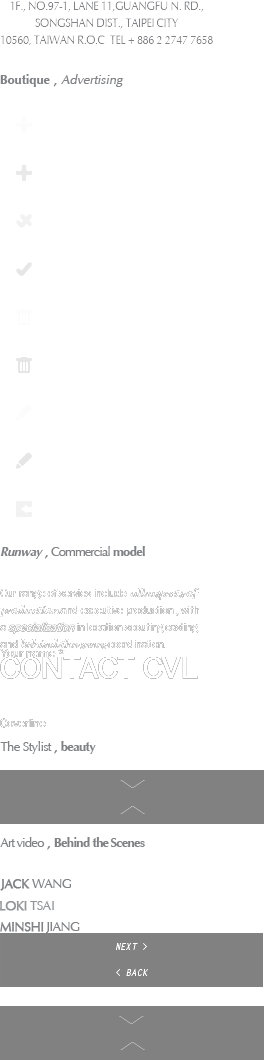 1F., NO.97-1, LANE 11,GUANGFU N. RD.,
SONGSHAN DIST., TAIPEI CITY
10560, TAIWAN R.O.C TEL + 886 2 2747 7658
Boutique , Advertising
Runway , Commercial model
Our range of service include all aspects of
production and executive production , with
a specialization in location scouting, casting
and behind the scenes coordination.
Your name *
CONTACT CVL
The Stylist , beauty
Art video , Behind the Scenes
JACK WANG
LOKI TSAI
MINSHI JIANG
NEXT >
< BACK